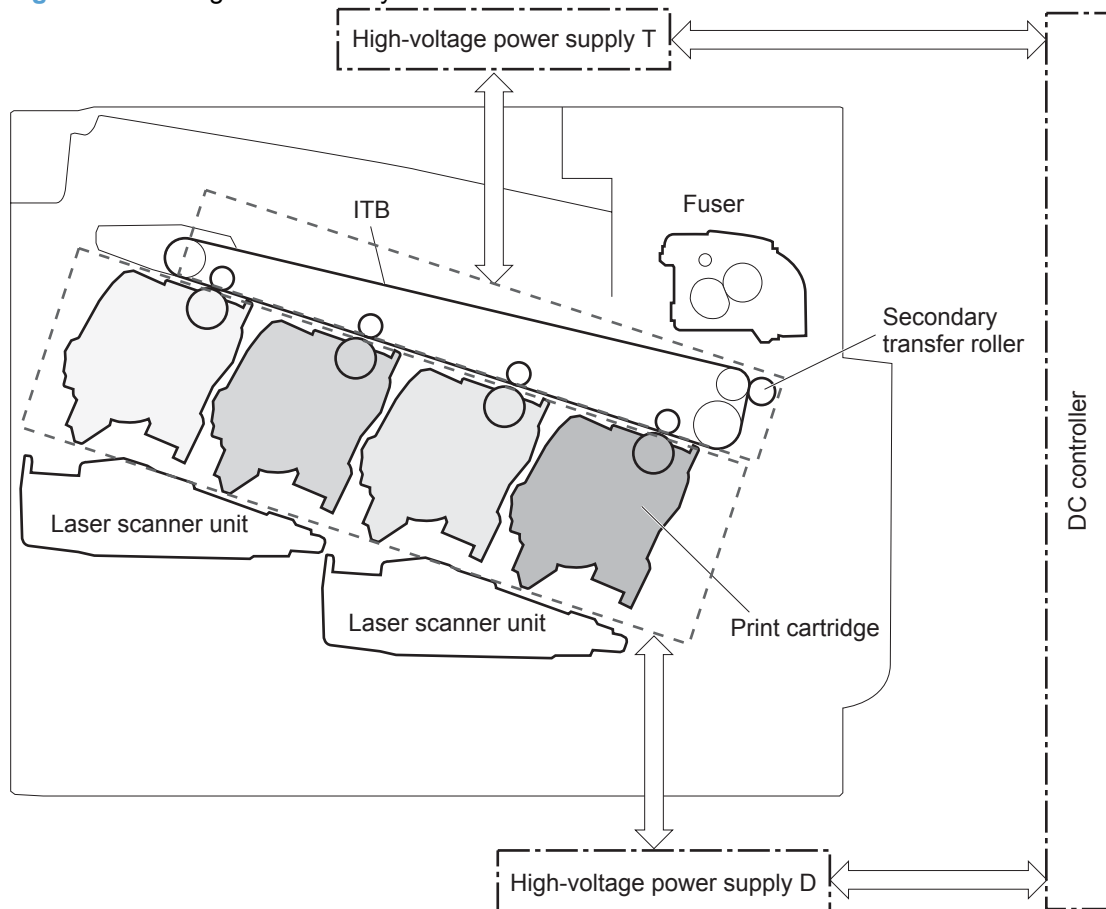 High-voltage power supply T
ITB
Fuser
Secondary
transfer roller
DC controller
Laser scanner unit
Laser scanner unit
Print cartridge
High-voltage power supply D